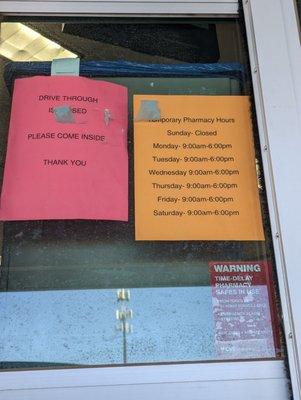 DRIVE THROUGH
IS CLOSED
PLEASE COME INSIDE
THANK YOU
Temporary Pharmacy Hours
Sunday- Closed
Monday- 9:00am-6:00pm
Tuesday- 9:00am-6:00pm
Wednesday 9:00am-6:00pm
Thursday- 9:00am-6:00pm
Friday- 9:00am-6:00pm
Saturday- 9:00am-6:00pm
WARNING
TIME-DELAY
PHARMACY
SAFES IN USE